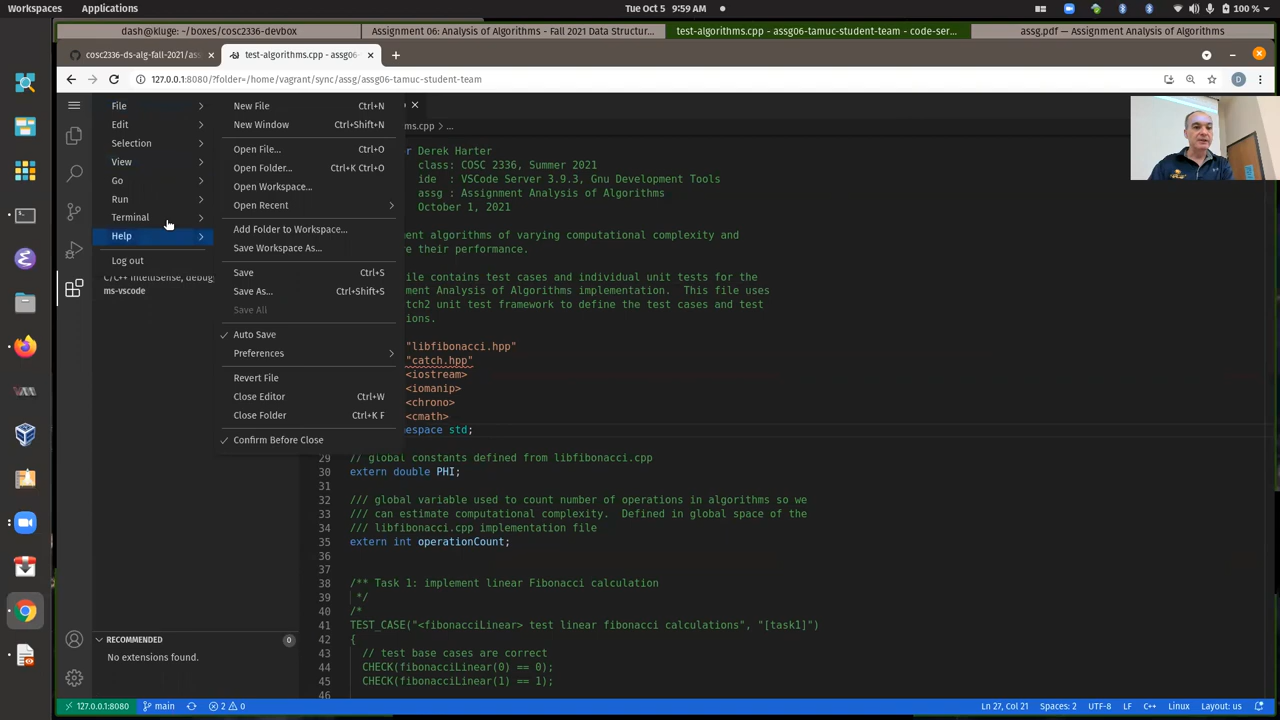 Workspaces Applications
Tue Oct 5 9:59 AM
100 %
dash@kluge: ~/boxes/cosc2336-devbox
Assignment 06: Analysis of Algorithms - Fall 2021 Data Structur...
test-algorithms.cpp - assg06-tamuc-student-team - code-ser...
assg.pdf — Assignment Analysis of Algorithms
cosc2336-ds-alg-fall-2021/ass
test-algorithms.cpp - assg0
127.0.0.1:8080/?folder=/home/vagrant/sync/assg/assg06-tamuc-student-team
D
File
Edit
Selection
View
Go
Run
Terminal
Help
Log out
C/C++ IntelliSense, debug
ms-vscode
New File Ctrl+N
New Window Ctrl+Shift+N
Open File... Ctrl+O
Open Folder... Ctrl+K Ctrl+O
Open Workspace...
Open Recent
Add Folder to Workspace...
Save Workspace As...
Save Ctrl+S
Save As... Ctrl+Shift+S
Save All
Auto Save
Preferences
Revert File
Close Editor Ctrl+W
Close Folder Ctrl+K F
Confirm Before Close
ms.cpp > ...
r Derek Harter
class: COSC 2336, Summer 2021
ide : VSCode Server 3.9.3, Gnu Development Tools
assg : Assignment Analysis of Algorithms
October 1, 2021
ment algorithms of varying computational complexity and
e their performance.
ile contains test cases and individual unit tests for the
ment Analysis of Algorithms implementation. This file uses
tch2 unit test framework to define the test cases and test
ons.
"libfibonacci.hpp"
"catch.hpp"
<iostream>
<iomanip>
<chrono>
<cmath>
espace std;
29 // global constants defined from libfibonacci.cpp
30 extern double PHI;
31
32 /// global variable used to count number of operations in algorithms so we
33 /// can estimate computational complexity. Defined in global space of the
34 /// libfibonacci.cpp implementation file
35 extern int operationCount;
36
37
38 /** Task 1: implement linear Fibonacci calculation
39 */
40 /*
41 TEST_CASE("<fibonacciLinear> test linear fibonacci calculations", "[task1]")
42 {
43 // test base cases are correct
44 CHECK(fibonacciLinear(0) == 0);
45 CHECK(fibonacciLinear(1) == 1);
46
RECOMMENDED 0
No extensions found.
127.0.0.1:8080 main 2 0
Ln 27, Col 21 Spaces: 2 UTF-8 LF C++ Linux Layout: us